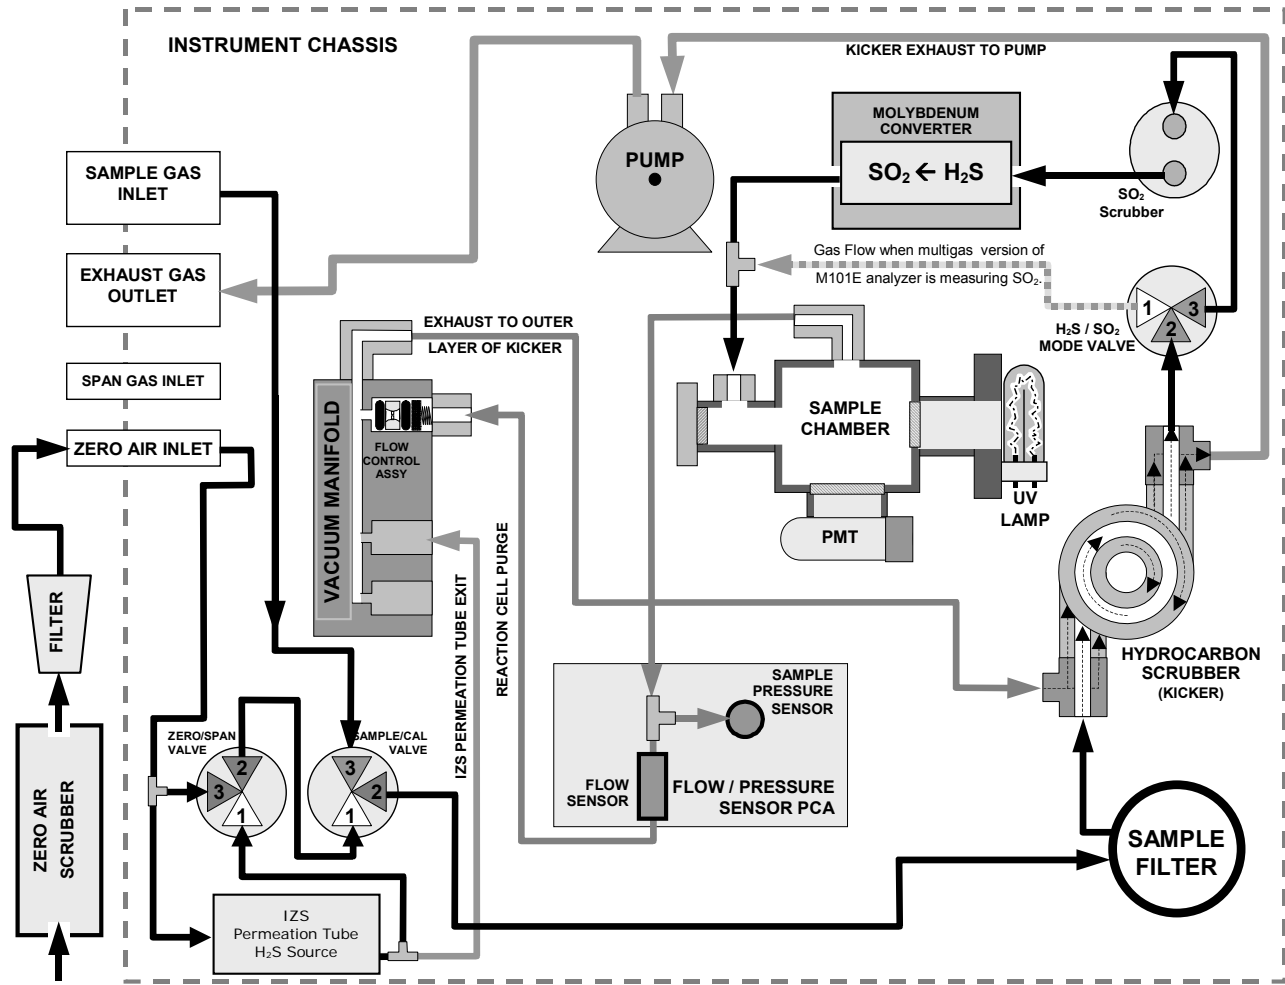 INSTRUMENT CHASSIS
KICKER EXHAUST TO PUMP
MOLYBDENUM
CONVERTER
SO₂ ← H₂S
PUMP
SO₂
Scrubber
SAMPLE GAS
INLET
EXHAUST GAS
OUTLET
SPAN GAS INLET
ZERO AIR INLET
Gas Flow when multigas version of
M101E analyzer is measuring SO₂.
1
3
2
H₂S / SO₂
MODE VALVE
EXHAUST TO OUTER
LAYER OF KICKER
VACUUM MANIFOLD
FLOW
CONTROL
ASSY
SAMPLE
CHAMBER
UV
LAMP
PMT
FILTER
ZERO AIR
SCRUBBER
IZS PERMEATION TUBE EXIT
REACTION CELL PURGE
HYDROCARBON
SCRUBBER
(KICKER)
SAMPLE
PRESSURE
SENSOR
FLOW
SENSOR
FLOW / PRESSURE
SENSOR PCA
ZERO/SPAN
VALVE
2
3
1
SAMPLE/CAL
VALVE
3
2
1
SAMPLE
FILTER
IZS
Permeation Tube
H₂S Source